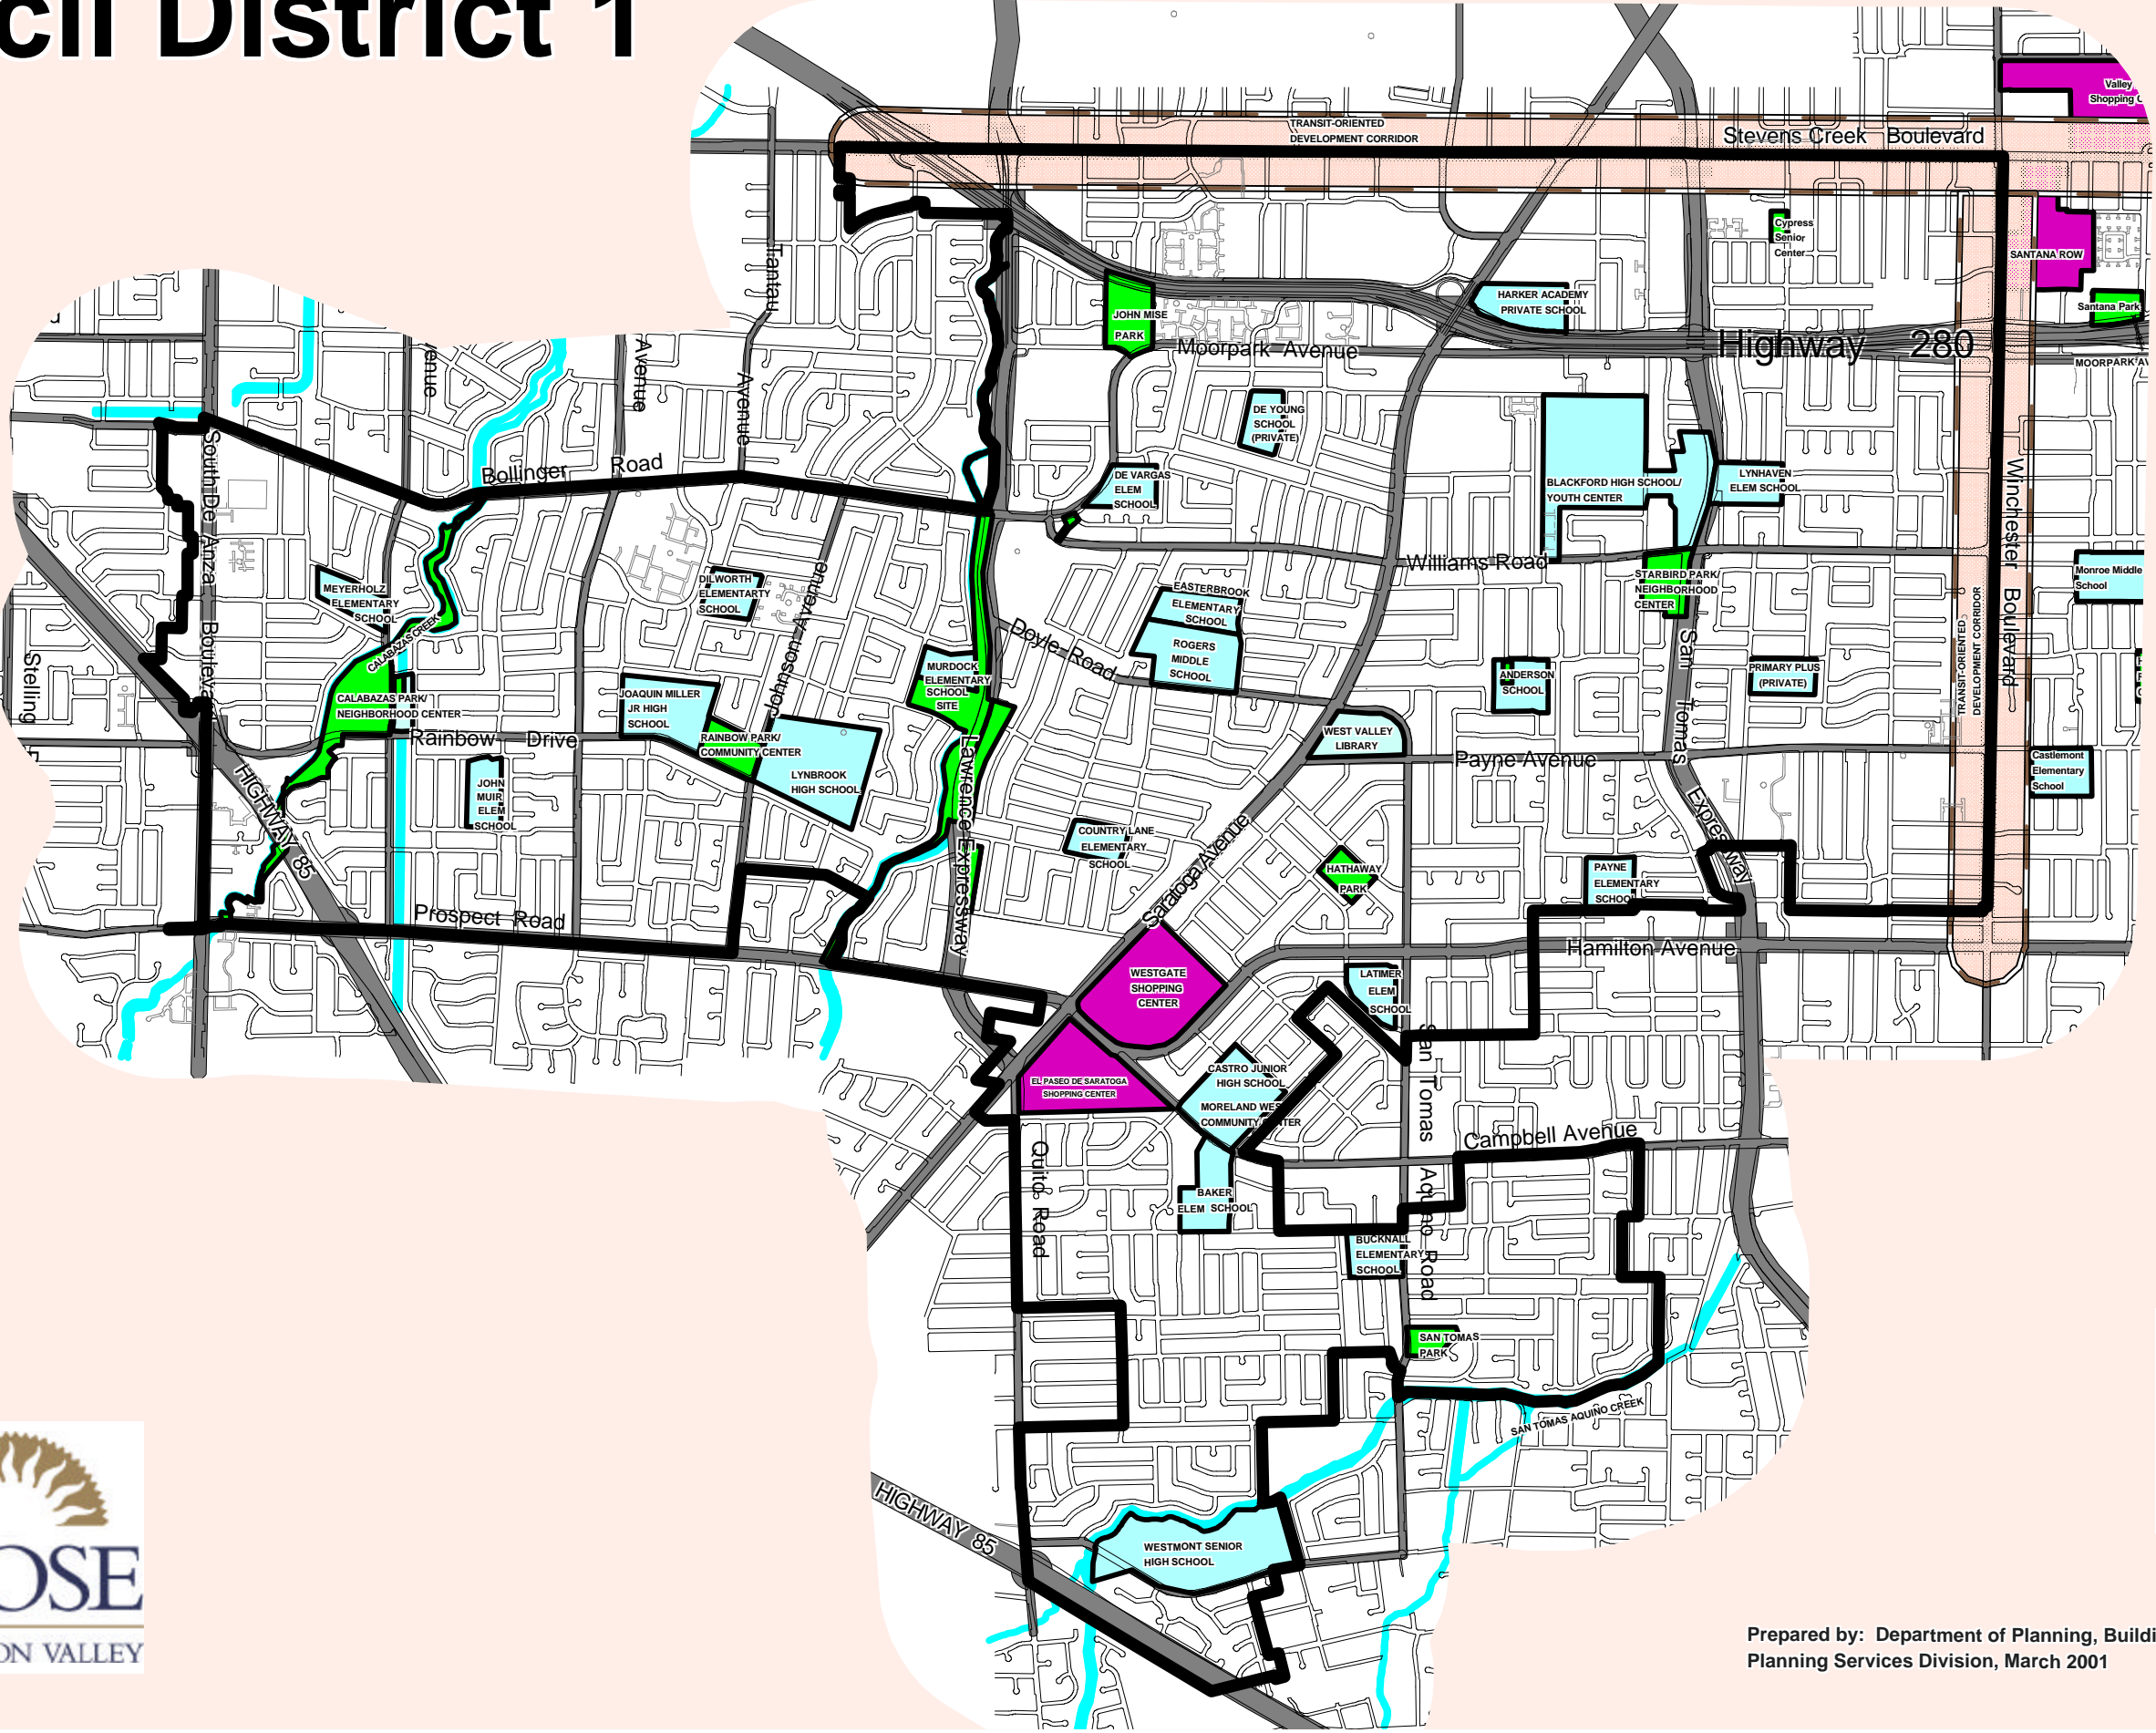 cil District 1
Valley
Shopping C
TRANSIT-ORIENTED
DEVELOPMENT CORRIDOR
Stevens Creek Boulevard
Cypress
Senior
Center
SANTANA ROW
Santana Park
Tantau
Avenue
HARKER ACADEMY
PRIVATE SCHOOL
JOHN MISE
PARK
Moorpark Avenue
Highway 280
MOORPARK AV
enue
Avenue
DE YOUNG
SCHOOL
(PRIVATE)
Bollinger Road
DE VARGAS
ELEM
SCHOOL
BLACKFORD HIGH SCHOOL/
YOUTH CENTER
LYNHAVEN
ELEM SCHOOL
Winchester Boulevard
South De Anza Boulevard
Williams Road
STARBIRD PARK/
NEIGHBORHOOD
CENTER
Monroe Middle
School
MEYERHOLZ
ELEMENTARY
SCHOOL
DILWORTH
ELEMENTARTY
SCHOOL
Johnson Avenue
EASTERBROOK
ELEMENTARY
SCHOOL
ROGERS
MIDDLE
SCHOOL
Doyle Road
CALABAZAS CREEK
Stelling
MURDOCK
ELEMENTARY
SCHOOL
SITE
ANDERSON
SCHOOL
PRIMARY PLUS
(PRIVATE)
TRANSIT-ORIENTED
DEVELOPMENT CORRIDOR
CALABAZAS PARK/
NEIGHBORHOOD CENTER
JOAQUIN MILLER
JR HIGH
SCHOOL
RAINBOW PARK/
COMMUNITY CENTER
Rainbow Drive
WEST VALLEY
LIBRARY
Payne Avenue
San Tomas Expressway
Castlemont
Elementary
School
LYNBROOK
HIGH SCHOOL
JOHN
MUIR
ELEM
SCHOOL
HIGHWAY 85
Lawrence Expressway
COUNTRY LANE
ELEMENTARY
SCHOOL
Saratoga Avenue
HATHAWAY
PARK
PAYNE
ELEMENTARY
SCHOOL
Prospect Road
Hamilton Avenue
WESTGATE
SHOPPING
CENTER
LATIMER
ELEM
SCHOOL
EL PASEO DE SARATOGA
SHOPPING CENTER
CASTRO JUNIOR
HIGH SCHOOL
MORELAND WES
COMMUNITY CENTER
San Tomas Aquino Road
Campbell Avenue
Quito Road
BAKER
ELEM SCHOOL
BUCKNALL
ELEMENTARY
SCHOOL
SAN TOMAS
PARK
SAN TOMAS AQUINO CREEK
HIGHWAY 85
WESTMONT SENIOR
HIGH SCHOOL
OSE
ON VALLEY
Prepared by: Department of Planning, Buildi
Planning Services Division, March 2001